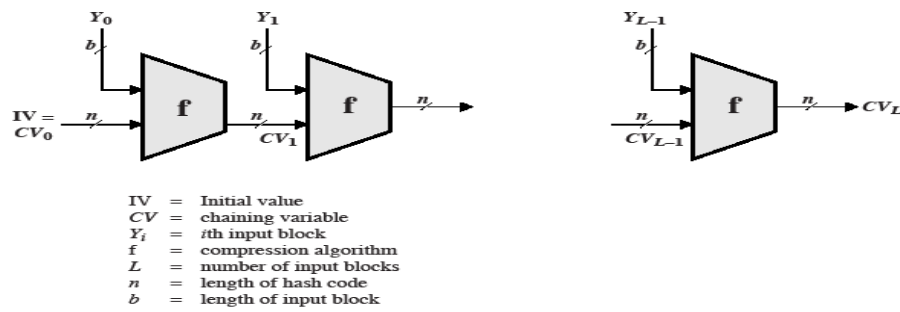 Y0 Y1 YL–1
b b b
f f f
IV = n n n n n CVL
CV0 CV1 CVL–1
IV = Initial value
CV = chaining variable
Yi = ith input block
f = compression algorithm
L = number of input blocks
n = length of hash code
b = length of input block